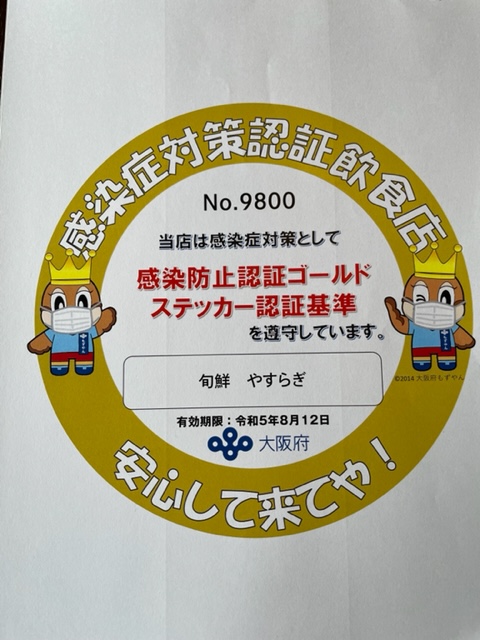 感染症対策認証飲食店
No.9800
当店は感染症対策として
感染防止認証ゴールド
ステッカー認証基準
を遵守しています。
旬鮮　やすらぎ
©2014 大阪府もずやん
有効期限：令和5年8月12日
大阪府
安心して来てや！